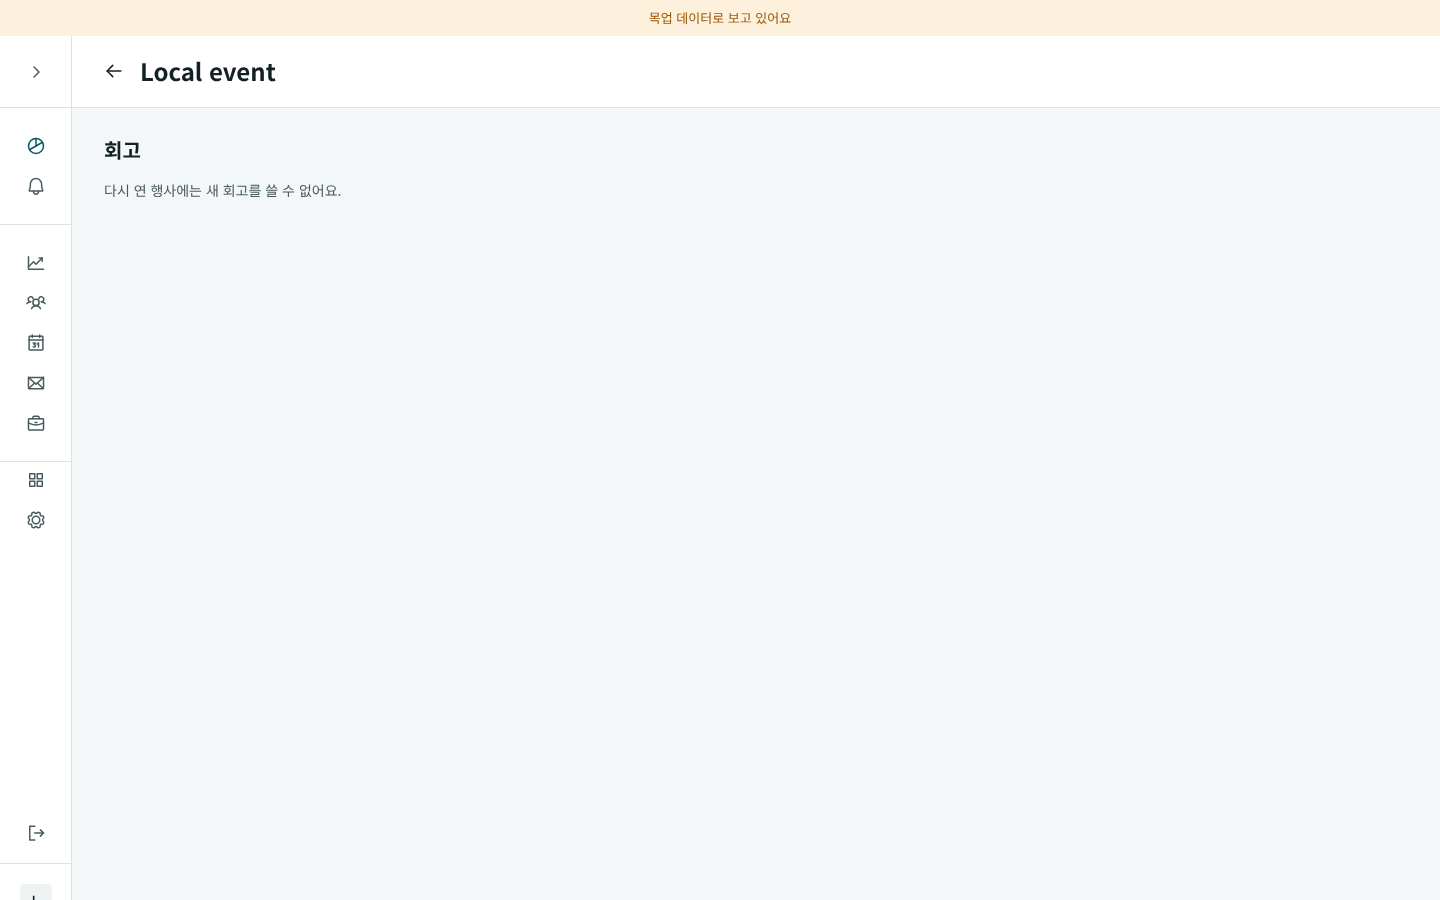 목업 데이터로 보고 있어요
Local event
회고
다시 연 행사에는 새 회고를 쓸 수 없어요.
31